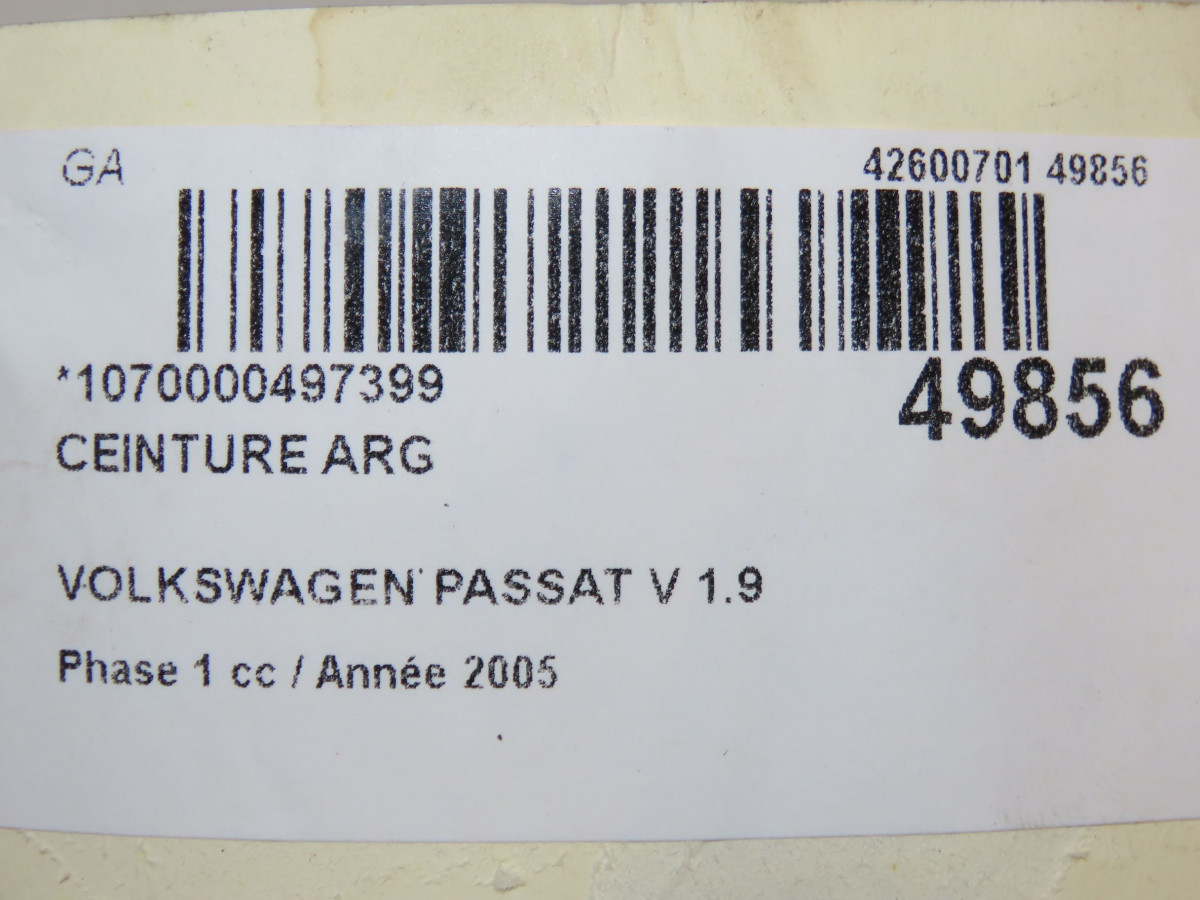 GA 42600701 49856
*1070000497399 49856
CEINTURE ARG
VOLKSWAGEN PASSAT V 1.9
Phase 1 cc / Année 2005